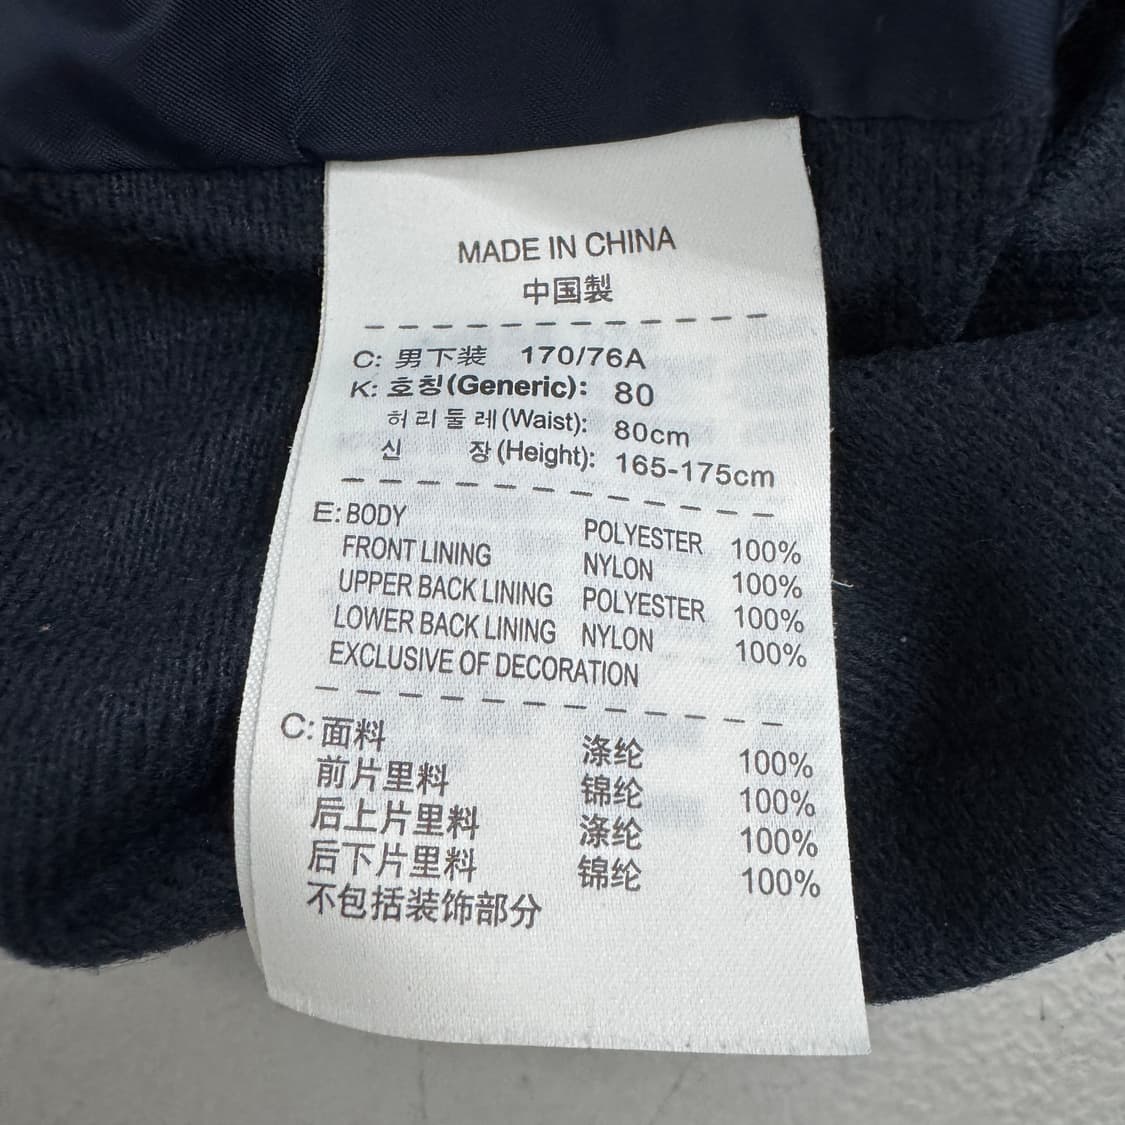 MADE IN CHINA
中国製
C: 男下装 170/76A
K: 호칭(Generic): 80
허리둘레(Waist): 80cm
신 장(Height): 165-175cm
E: BODY POLYESTER 100%
FRONT LINING NYLON 100%
UPPER BACK LINING POLYESTER 100%
LOWER BACK LINING NYLON 100%
EXCLUSIVE OF DECORATION
C: 面料 涤纶 100%
前片里料 锦纶 100%
后上片里料 涤纶 100%
后下片里料 锦纶 100%
不包括装饰部分